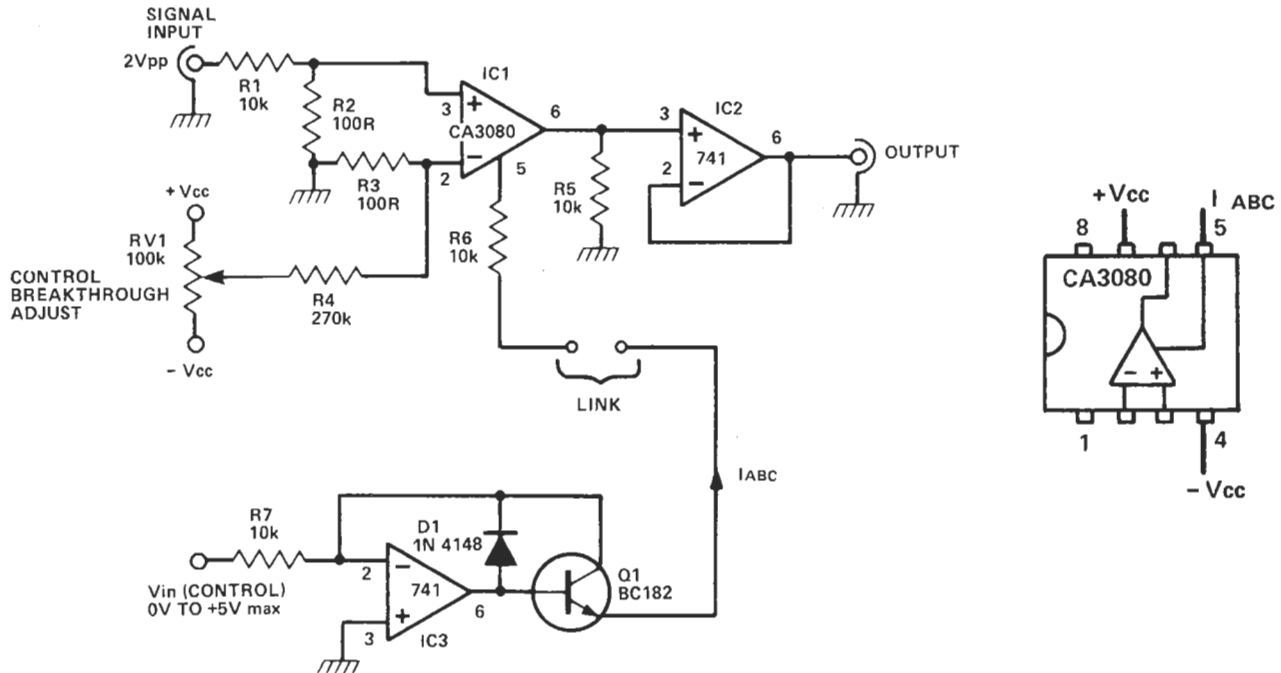 SIGNAL
INPUT
2Vpp
R1
10k
R2
100R
R3
100R
IC1
CA3080
+
−
3
2
5
6
R5
10k
R6
10k
IC2
741
+
−
3
2
6
OUTPUT
+ Vcc
RV1
100k
CONTROL
BREAKTHROUGH
ADJUST
− Vcc
R4
270k
LINK
IABC
R7
10k
Vin (CONTROL)
0V TO +5V max
D1
1N 4148
2
−
741
+
3
6
IC3
Q1
BC182
+Vcc
I ABC
8
5
CA3080
− +
1
4
− Vcc